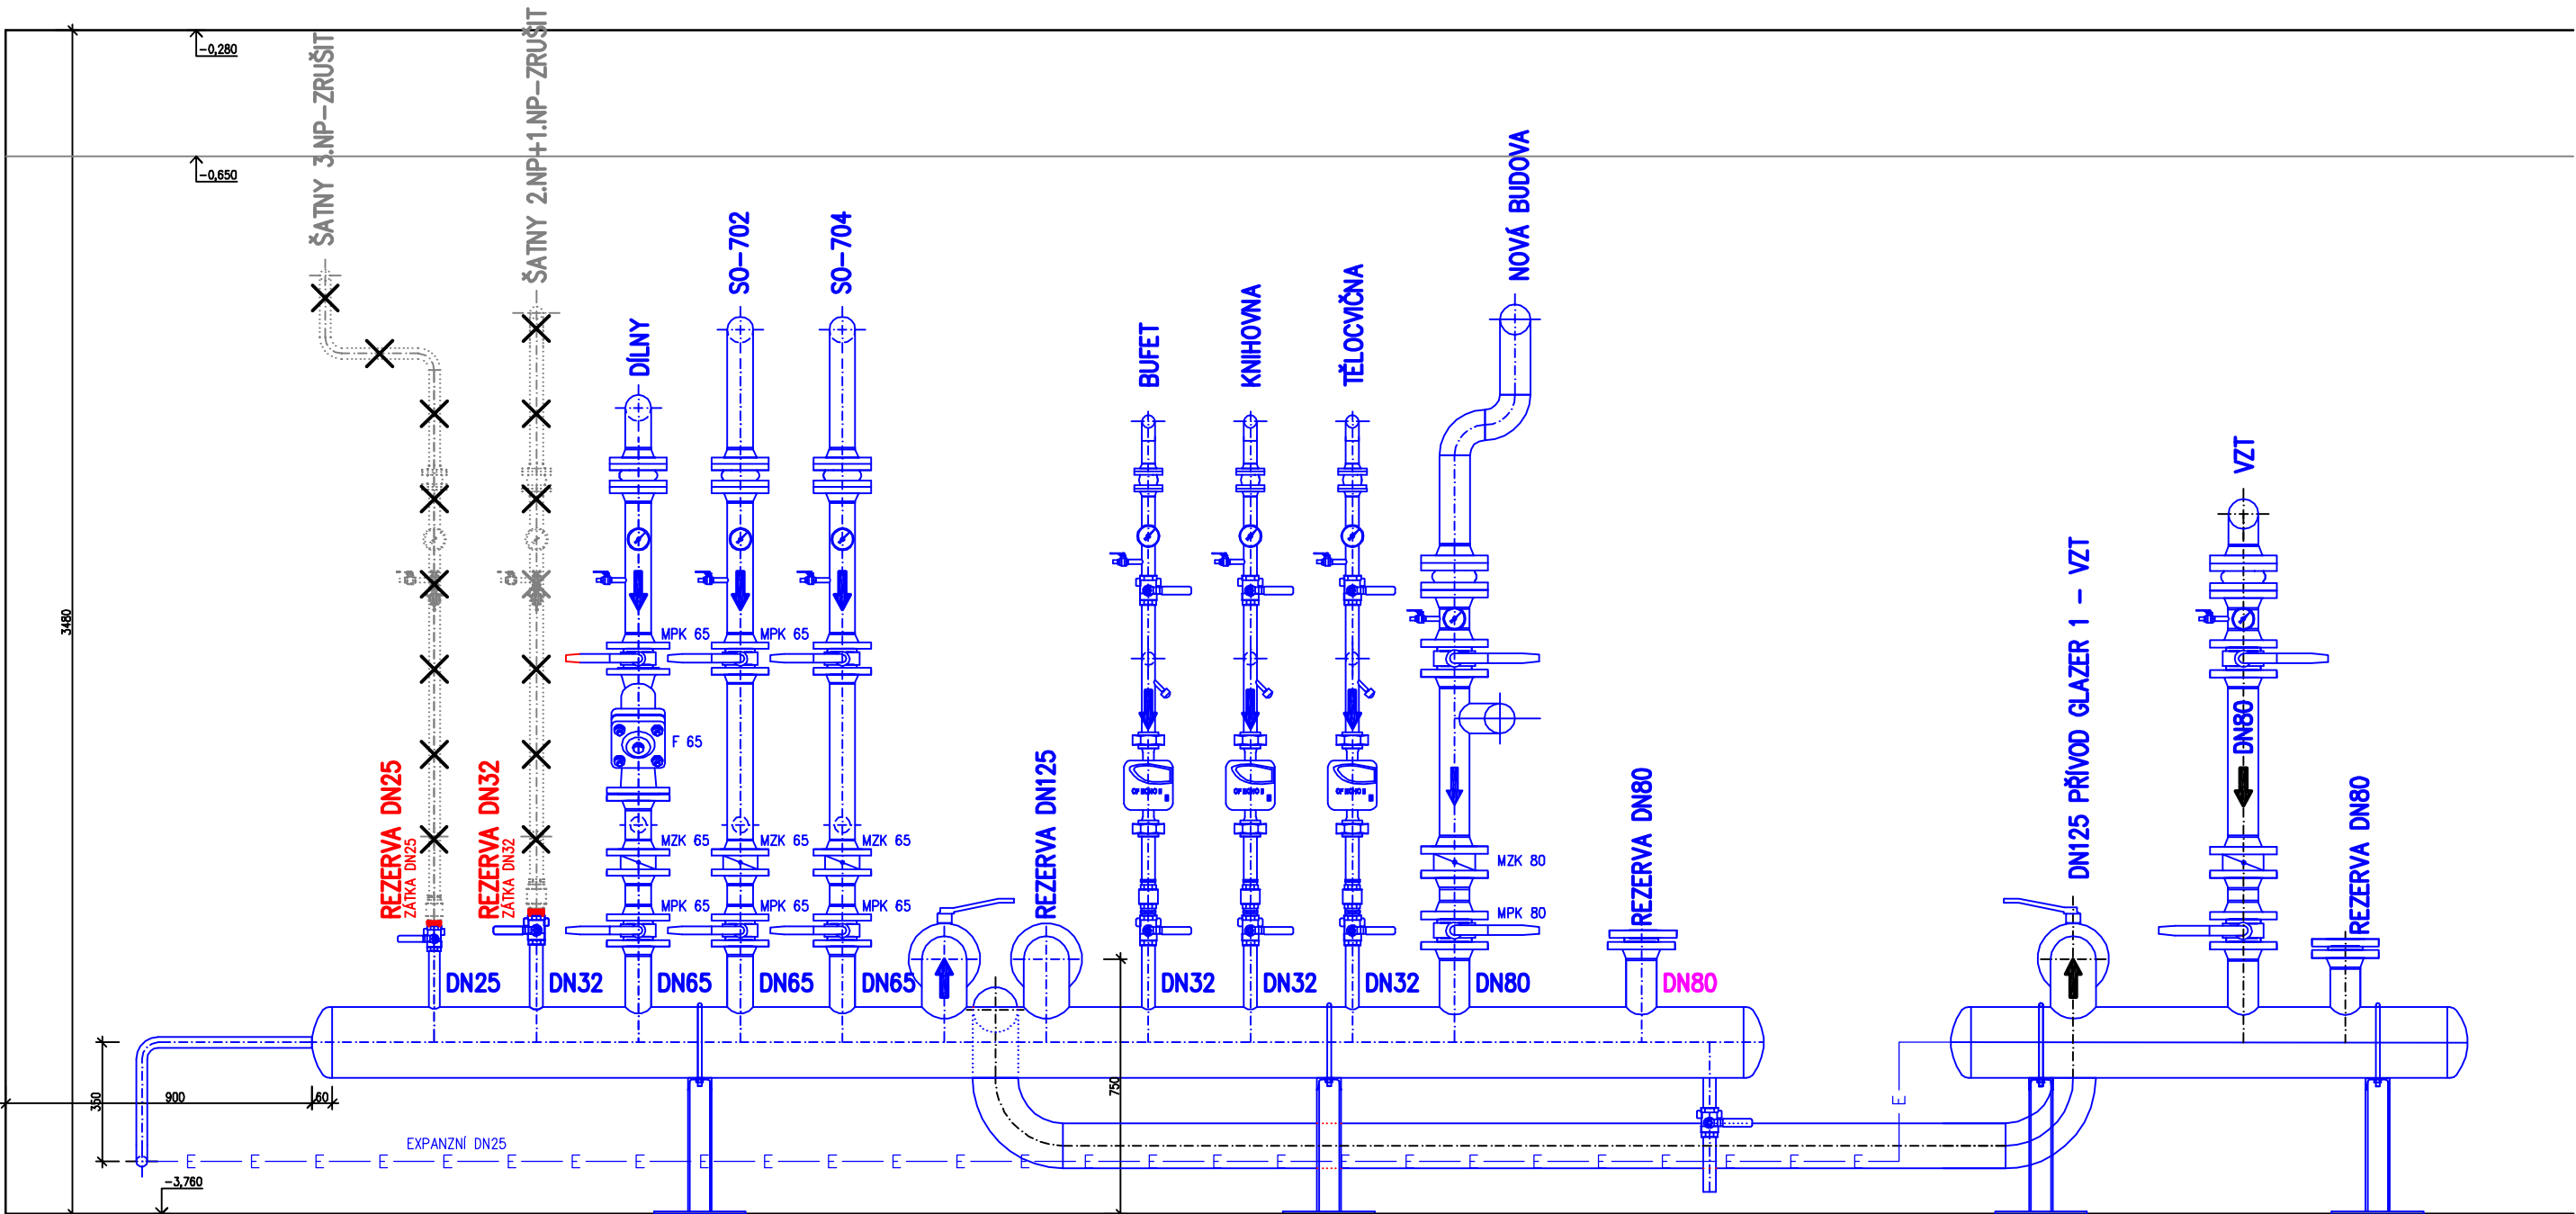 -0,280
-0,650
ŠATNY 3.NP-ZRUŠIT
ŠATNY 2.NP+1.NP-ZRUŠIT
DÍLNY
SO-702
SO-704
BUFET
KNIHOVNA
TĚLOCVIČNA
NOVÁ BUDOVA
VZT
3480
MPK 65
MPK 65
F 65
REZERVA DN25
ZÁTKA DN25
REZERVA DN32
ZÁTKA DN32
MZK 65
MZK 65
MZK 65
MPK 65
MPK 65
MPK 65
REZERVA DN125
MZK 80
MPK 80
REZERVA DN80
DN125 PŘÍVOD GLAZER 1 - VZT
DN80
REZERVA DN80
DN25
DN32
DN65
DN65
DN65
DN32
DN32
DN32
DN80
DN80
350
900
60
750
EXPANZNÍ DN25
E E E E E E E E E E E E E E E E E E E E E E E E E E E
E
-3,760